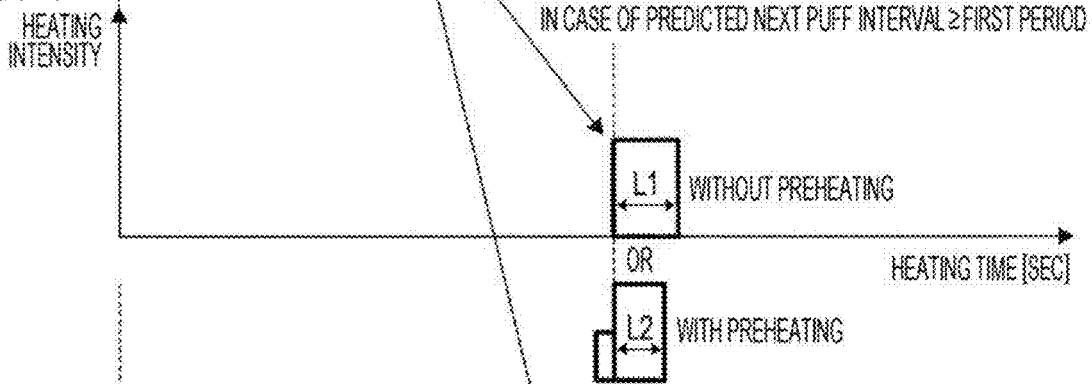 IN CASE OF PREDICTED NEXT PUFF INTERVAL ≥ FIRST PERIOD
HEATING
INTENSITY
L1
WITHOUT PREHEATING
OR
HEATING TIME [SEC]
L2
WITH PREHEATING